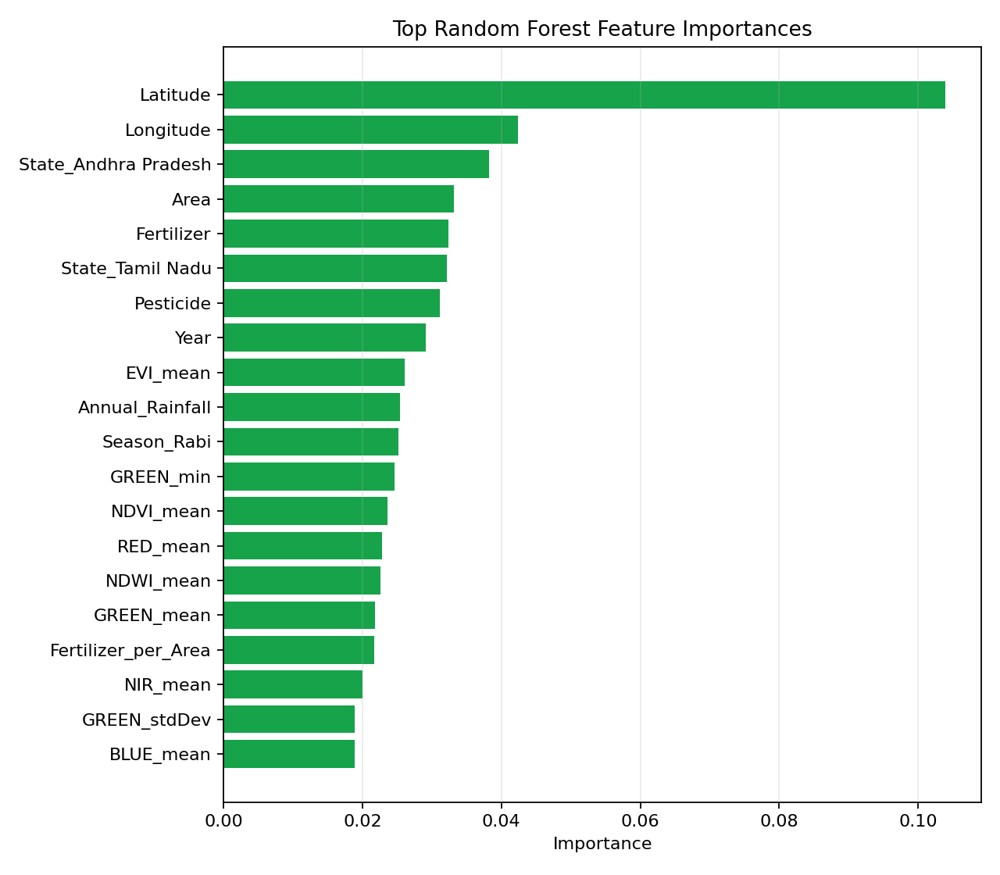 Top Random Forest Feature Importances
Latitude
Longitude
State_Andhra Pradesh
Area
Fertilizer
State_Tamil Nadu
Pesticide
Year
EVI_mean
Annual_Rainfall
Season_Rabi
GREEN_min
NDVI_mean
RED_mean
NDWI_mean
GREEN_mean
Fertilizer_per_Area
NIR_mean
GREEN_stdDev
BLUE_mean
0.00 0.02 0.04 0.06 0.08 0.10
Importance